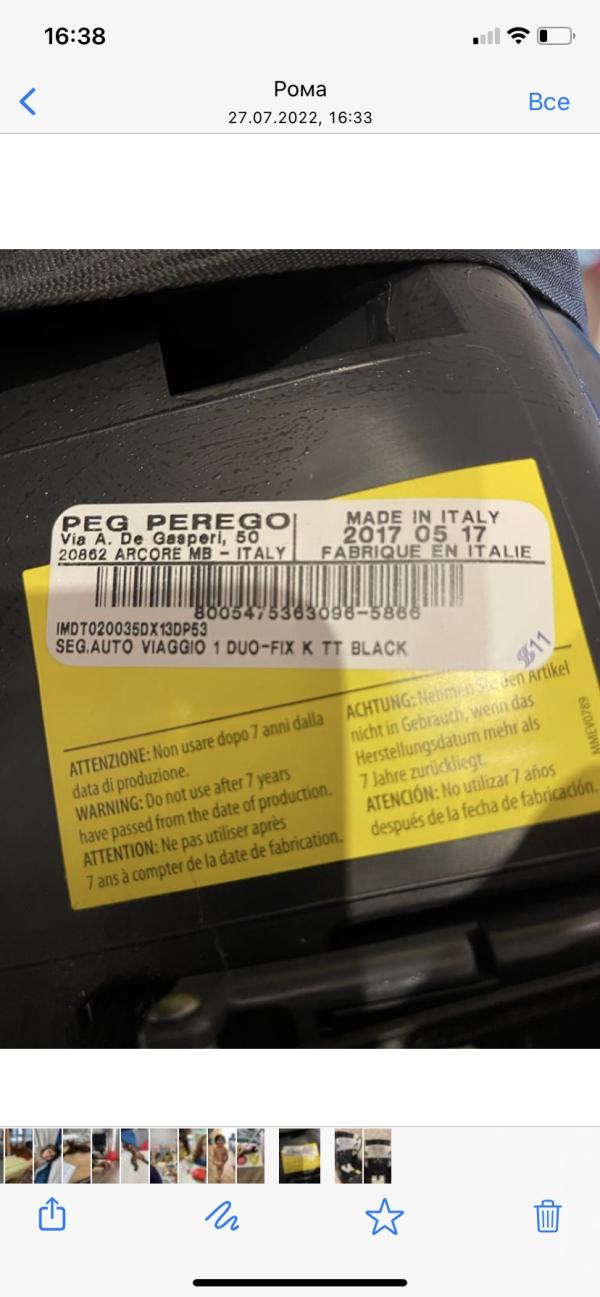 16:38
Рома
27.07.2022, 16:33
Все
PEG PEREGO
Via A. De Gasperi, 50
20862 ARCORE MB - ITALY
MADE IN ITALY
2017 05 17
FABRIQUE EN ITALIE
8005475363096-5866
IMDT020035DX13DP53
SEG.AUTO VIAGGIO 1 DUO-FIX K TT BLACK
ATTENZIONE: Non usare dopo 7 anni dalla
data di produzione.
WARNING: Do not use after 7 years
have passed from the date of production.
ATTENTION: Ne pas utiliser après
7 ans à compter de la date de fabrication.
ACHTUNG: Nehmen Sie den Artikel
nicht in Gebrauch, wenn das
Herstellungsdatum mehr als
7 Jahre zurückliegt.
ATENCIÓN: No utilizar 7 años
después de la fecha de fabricación.